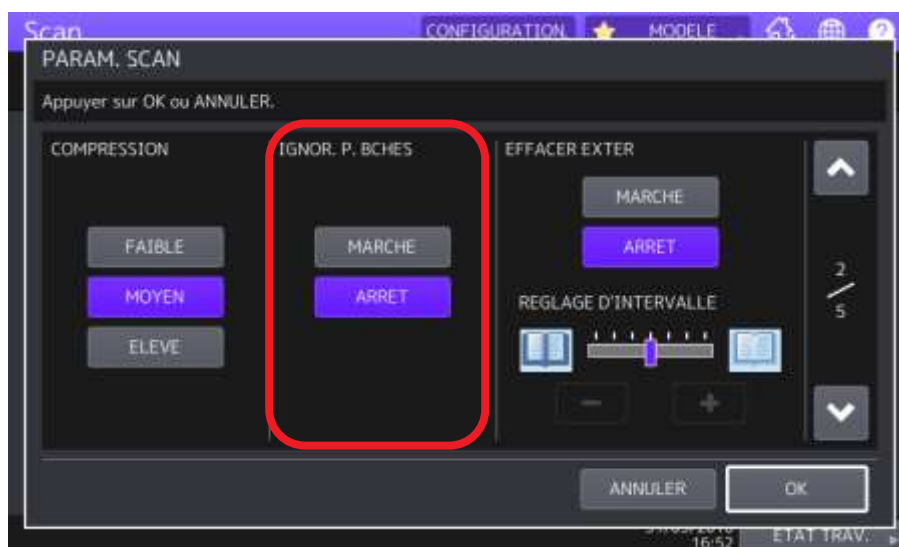 Scan
CONFIGURATION
MODELE
PARAM. SCAN
Appuyer sur OK ou ANNULER.
COMPRESSION
FAIBLE
MOYEN
ELEVE
IGNOR. P. BCHES
MARCHE
ARRET
EFFACER EXTER
MARCHE
ARRET
REGLAGE D'INTERVALLE
2
5
ANNULER
OK
16:52
ETAT TRAV.